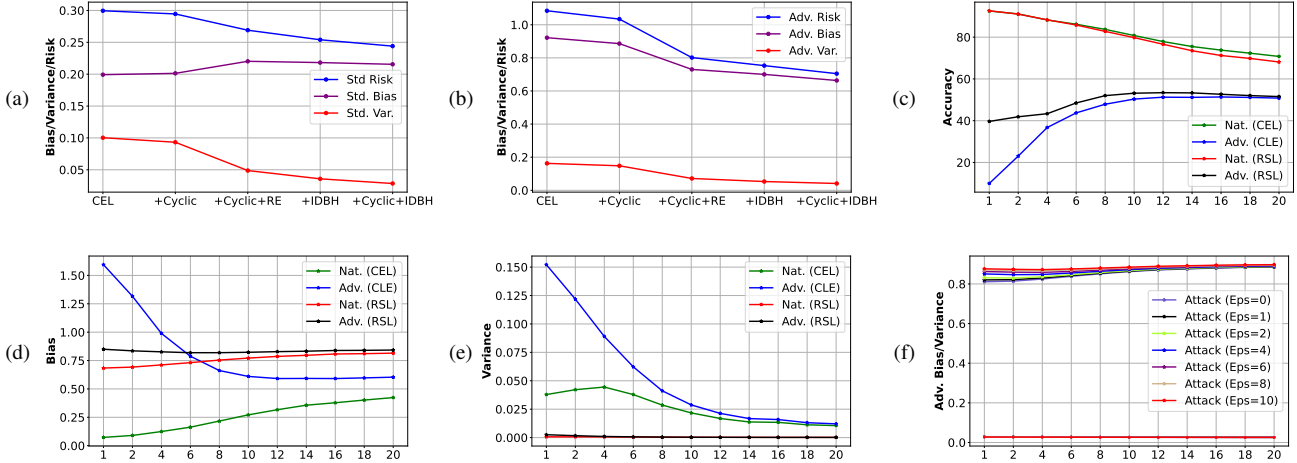 (a)
Bias/Variance/Risk
0.30
0.25
0.20
0.15
0.10
0.05
Std Risk
Std. Bias
Std. Var.
CEL +Cyclic +Cyclic+RE +IDBH +Cyclic+IDBH
(b)
Bias/Variance/Risk
1.0
0.8
0.6
0.4
0.2
0.0
Adv. Risk
Adv. Bias
Adv. Var.
CEL +Cyclic +Cyclic+RE +IDBH +Cyclic+IDBH
(c)
Accuracy
80
60
40
20
Nat. (CEL)
Adv. (CLE)
Nat. (RSL)
Adv. (RSL)
1 2 4 6 8 10 12 14 16 18 20
(d)
Bias
1.50
1.25
1.00
0.75
0.50
0.25
0.00
Nat. (CEL)
Adv. (CLE)
Nat. (RSL)
Adv. (RSL)
1 2 4 6 8 10 12 14 16 18 20
(e)
Variance
0.150
0.125
0.100
0.075
0.050
0.025
0.000
Nat. (CEL)
Adv. (CLE)
Nat. (RSL)
Adv. (RSL)
1 2 4 6 8 10 12 14 16 18 20
(f)
Adv. Bias/Variance
0.8
0.6
0.4
0.2
0.0
Attack (Eps=0)
Attack (Eps=1)
Attack (Eps=2)
Attack (Eps=4)
Attack (Eps=6)
Attack (Eps=8)
Attack (Eps=10)
1 2 4 6 8 10 12 14 16 18 20